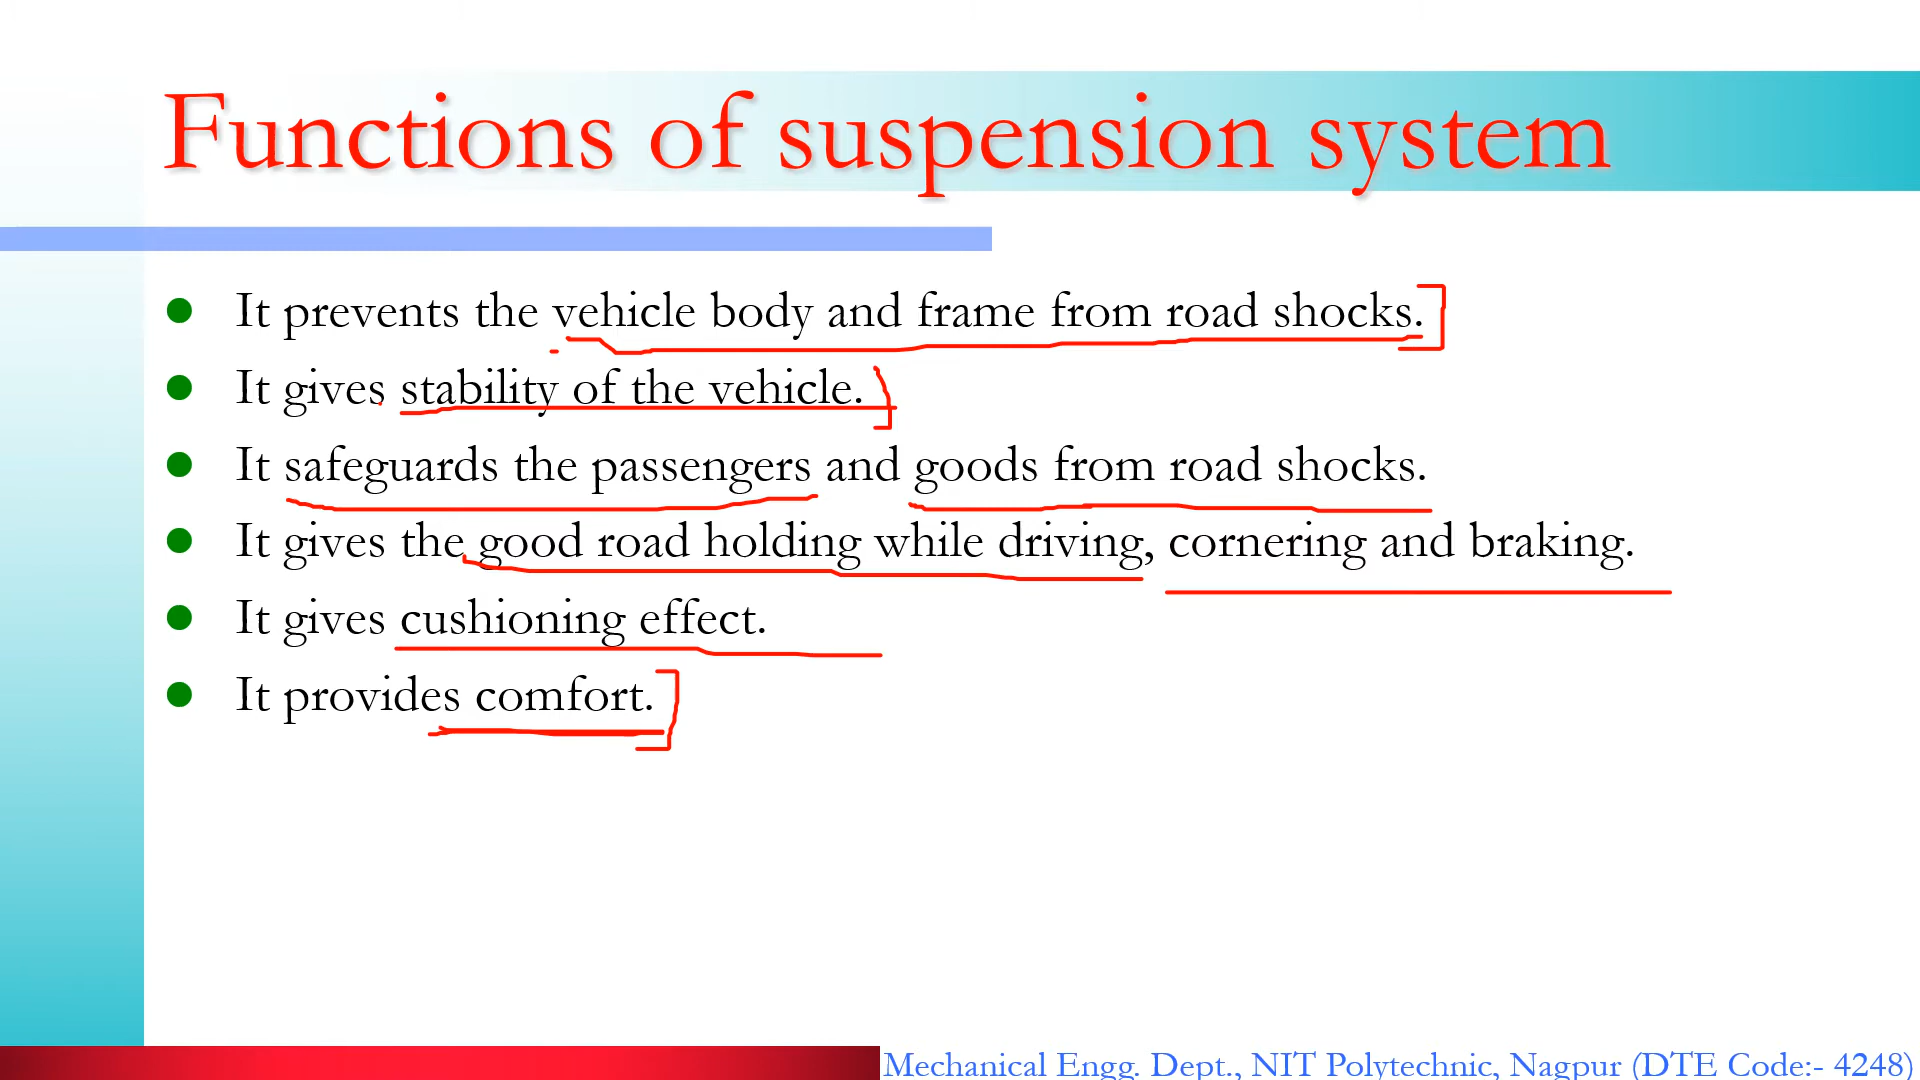 Functions of suspension system
It prevents the vehicle body and frame from road shocks.
It gives stability of the vehicle.
It safeguards the passengers and goods from road shocks.
It gives the good road holding while driving, cornering and braking.
It gives cushioning effect.
It provides comfort.
Mechanical Engg. Dept., NIT Polytechnic, Nagpur (DTE Code:- 4248)